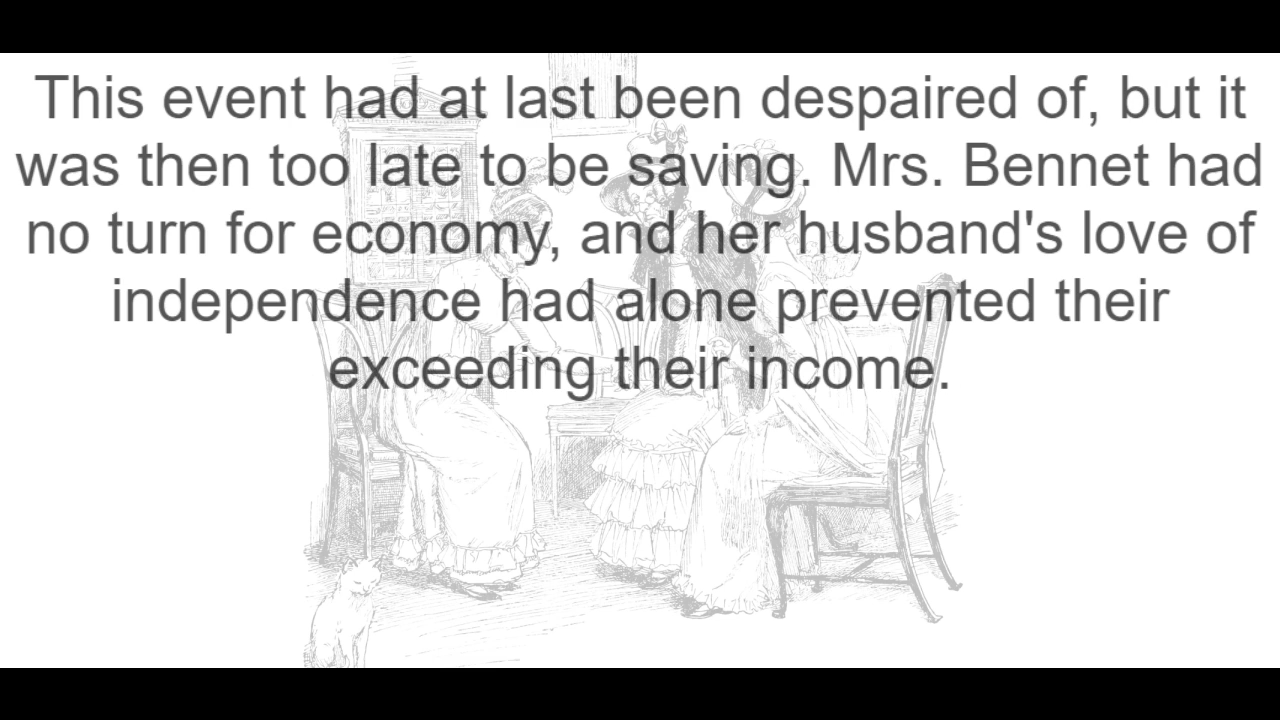 This event had at last been despaired of, but it
was then too late to be saving. Mrs. Bennet had
no turn for economy, and her husband's love of
independence had alone prevented their
exceeding their income.